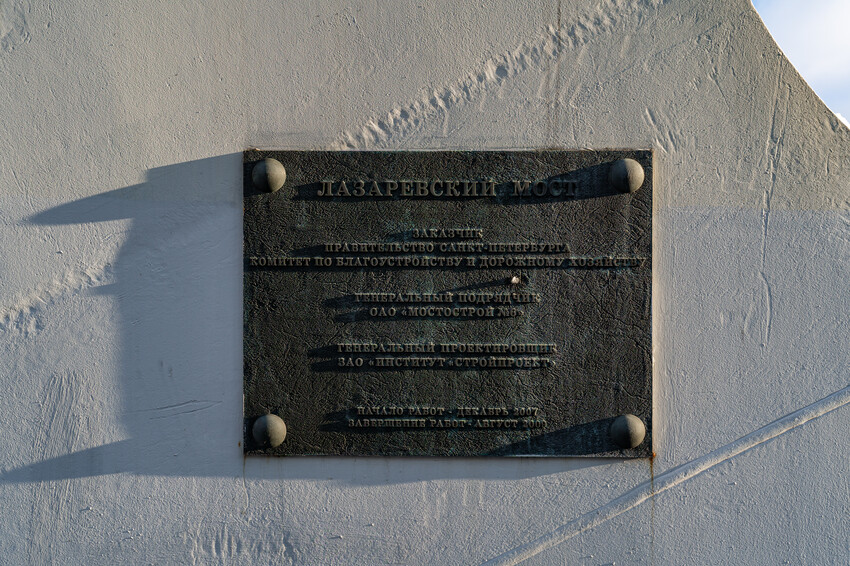 ЛАЗАРЕВСКИЙ МОСТ
ЗАКАЗЧИК
ПРАВИТЕЛЬСТВО САНКТ-ПЕТЕРБУРГА
КОМИТЕТ ПО БЛАГОУСТРОЙСТВУ И ДОРОЖНОМУ ХОЗЯЙСТВУ
ГЕНЕРАЛЬНЫЙ ПОДРЯДЧИК
ОАО «МОСТОСТРОЙ №6»
ГЕНЕРАЛЬНЫЙ ПРОЕКТИРОВЩИК
ЗАО «ИНСТИТУТ «СТРОЙПРОЕКТ»
НАЧАЛО РАБОТ - ДЕКАБРЬ 2007
ЗАВЕРШЕНИЕ РАБОТ - АВГУСТ